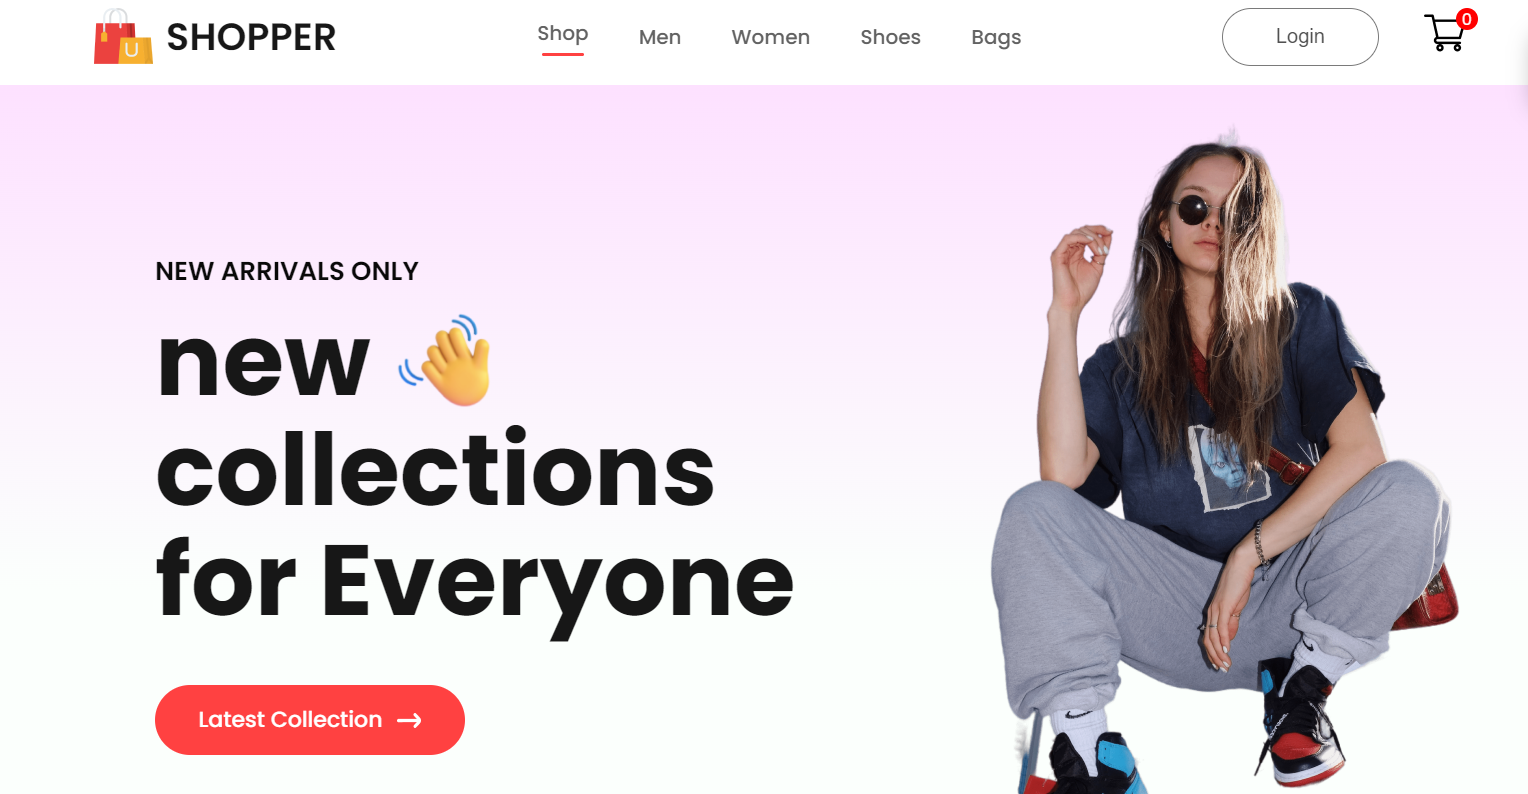 SHOPPER
Shop
Men
Women
Shoes
Bags
Login
0
NEW ARRIVALS ONLY
new
collections
for Everyone
Latest Collection →